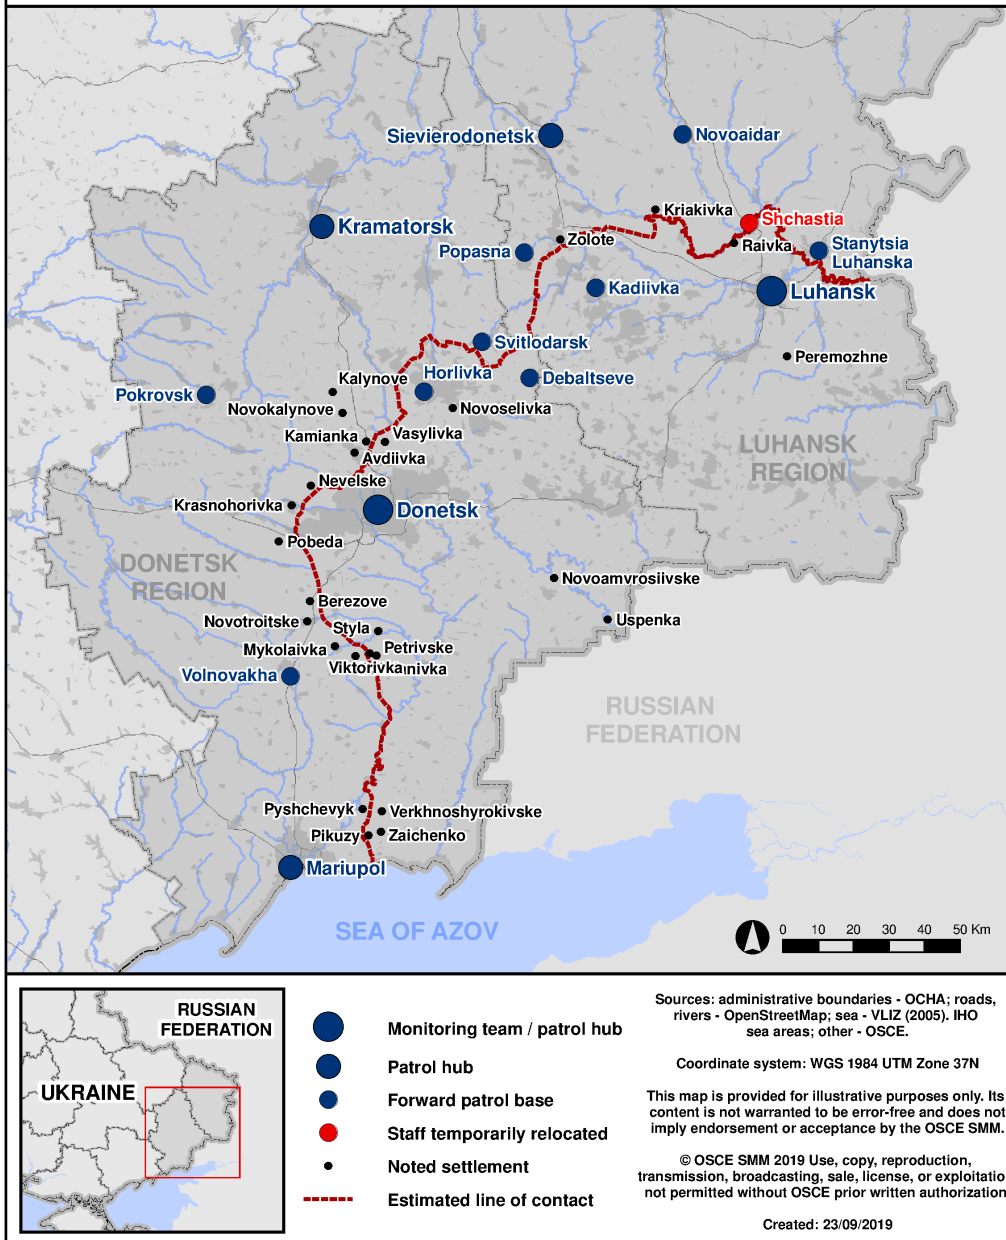 Sievierodonetsk
Novoaidar
Kriakivka
Shchastia
Kramatorsk
Zolote
Raivka
Stanytsia
Luhanska
Popasna
Kadiivka
Luhansk
Svitlodarsk
Peremozhne
Horlivka
Kalynove
Debaltseve
Pokrovsk
Novokalynove
Novoselivka
Kamianka
Vasylivka
LUHANSK
REGION
Avdiivka
Nevelske
Krasnohorivka
Donetsk
Pobeda
DONETSK
REGION
Novoamvrosiivske
Berezove
Novotroitske
Styla
Uspenka
Mykolaivka
Petrivske
Viktorivka
Volnovakha
RUSSIAN
FEDERATION
Pyshchevyk
Verkhnoshyrokivske
Pikuzy
Zaichenko
Mariupol
SEA OF AZOV
0 10 20 30 40 50 Km
RUSSIAN
FEDERATION
UKRAINE
Monitoring team / patrol hub
Patrol hub
Forward patrol base
Staff temporarily relocated
Noted settlement
Estimated line of contact
Sources: administrative boundaries - OCHA; roads,
rivers - OpenStreetMap; sea - VLIZ (2005). IHO
sea areas; other - OSCE.
Coordinate system: WGS 1984 UTM Zone 37N
This map is provided for illustrative purposes only. Its
content is not warranted to be error-free and does not
imply endorsement or acceptance by the OSCE SMM.
© OSCE SMM 2019 Use, copy, reproduction,
transmission, broadcasting, sale, license, or exploitatio
not permitted without OSCE prior written authorization
Created: 23/09/2019